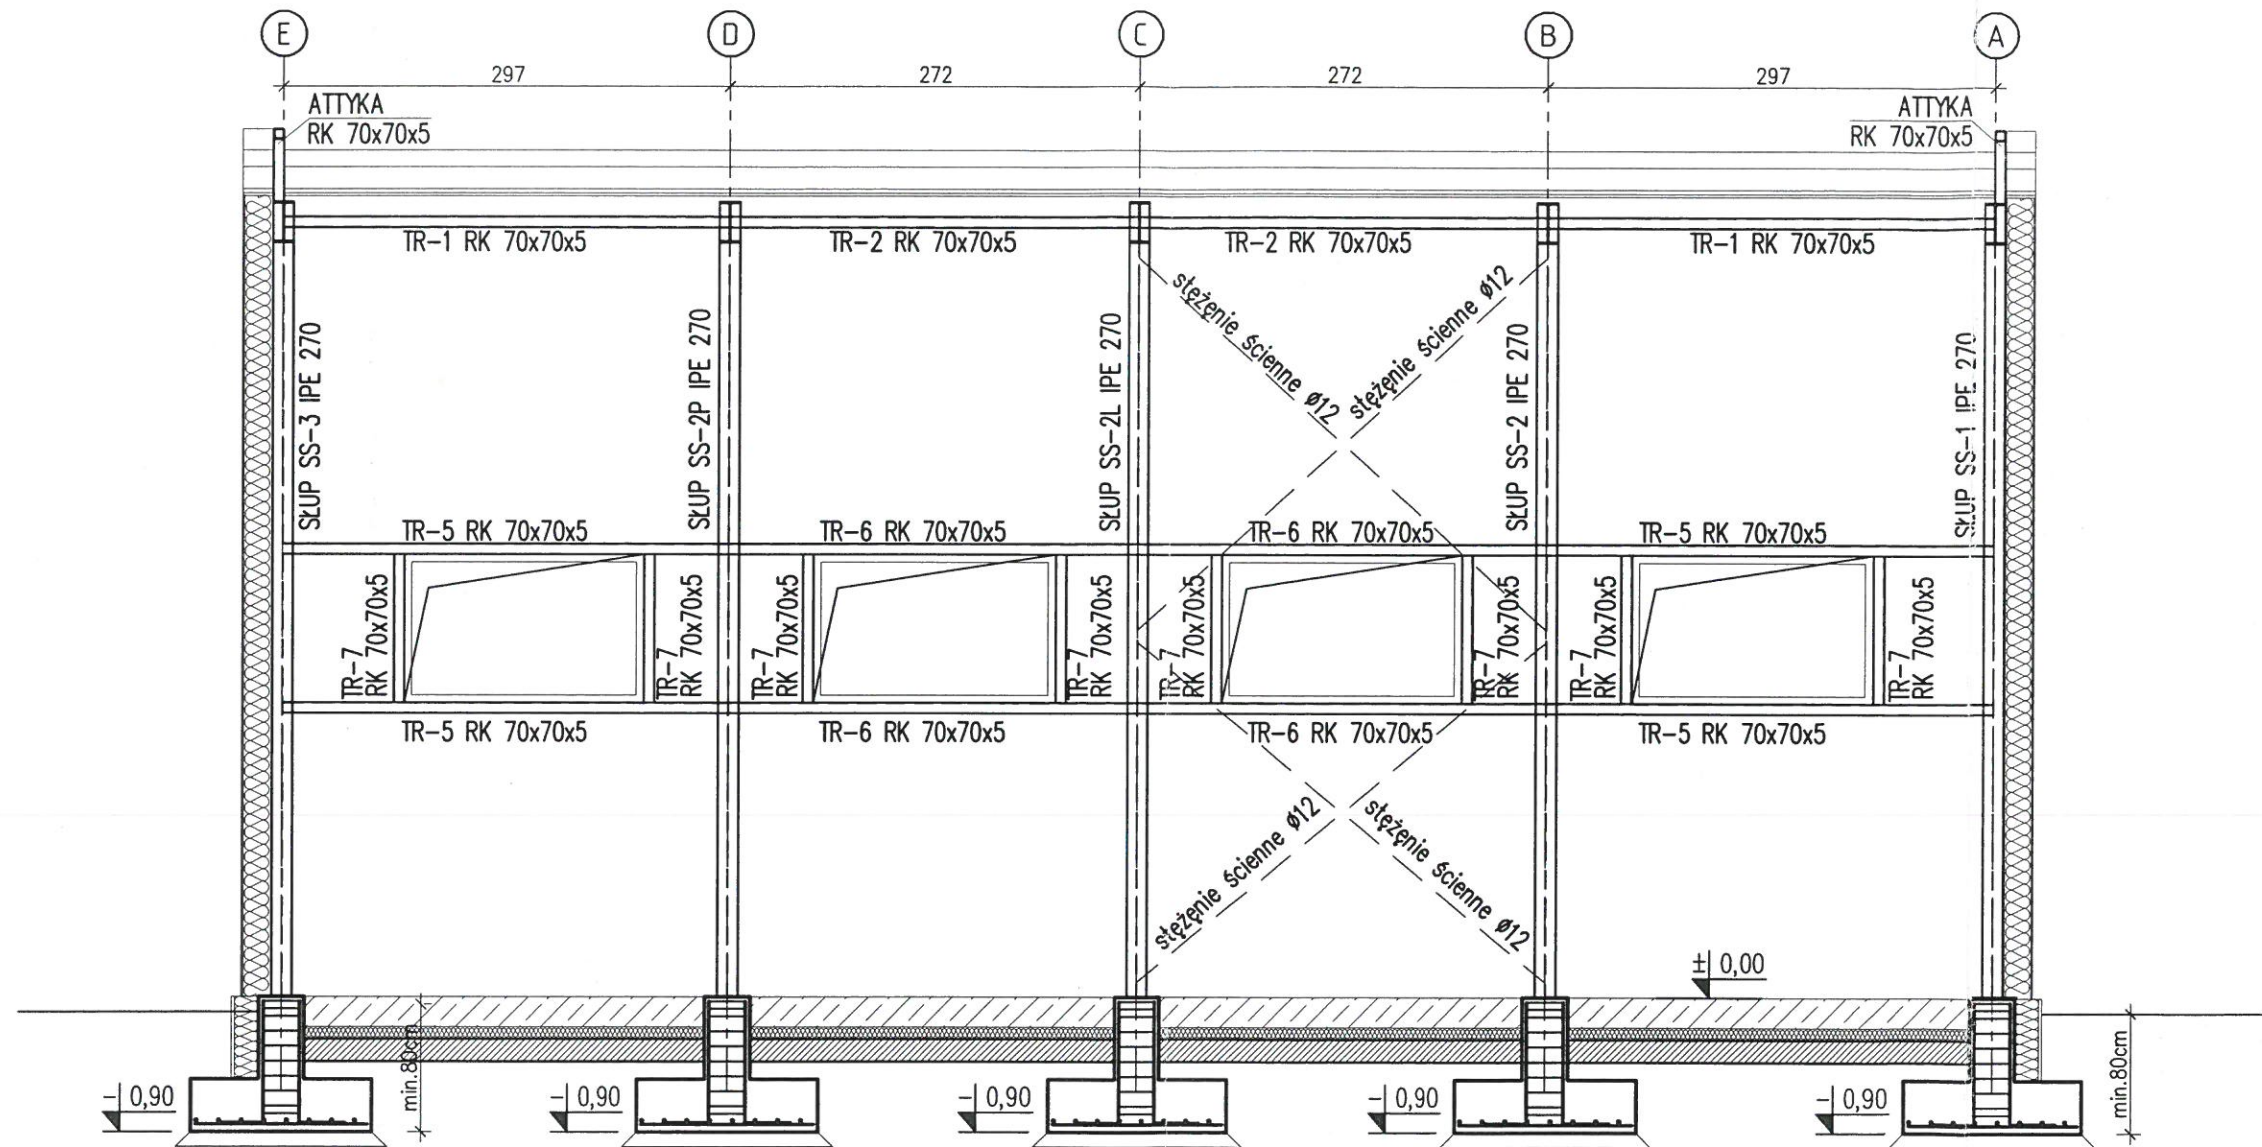 E
D
C
B
A
297
272
272
297
ATTYKA
RK 70x70x5
ATTYKA
RK 70x70x5
TR-1 RK 70x70x5
TR-2 RK 70x70x5
TR-2 RK 70x70x5
TR-1 RK 70x70x5
SŁUP SS-3 IPE 270
SŁUP SS-2P IPE 270
SŁUP SS-2L IPE 270
stężenie ścienne ø12
stężenie ścienne ø12
SŁUP SS-2 IPE 270
SŁUP SS-1 IPE 270
TR-5 RK 70x70x5
TR-6 RK 70x70x5
TR-6 RK 70x70x5
TR-5 RK 70x70x5
TR-7
RK 70x70x5
TR-7
RK 70x70x5
TR-7
RK 70x70x5
TR-7
RK 70x70x5
TR-7
RK 70x70x5
TR-7
RK 70x70x5
TR-7
RK 70x70x5
TR-7
RK 70x70x5
TR-5 RK 70x70x5
TR-6 RK 70x70x5
TR-6 RK 70x70x5
TR-5 RK 70x70x5
stężenie ścienne ø12
stężenie ścienne ø12
± 0,00
min.80cm
min.80cm
- 0,90
- 0,90
- 0,90
- 0,90
- 0,90